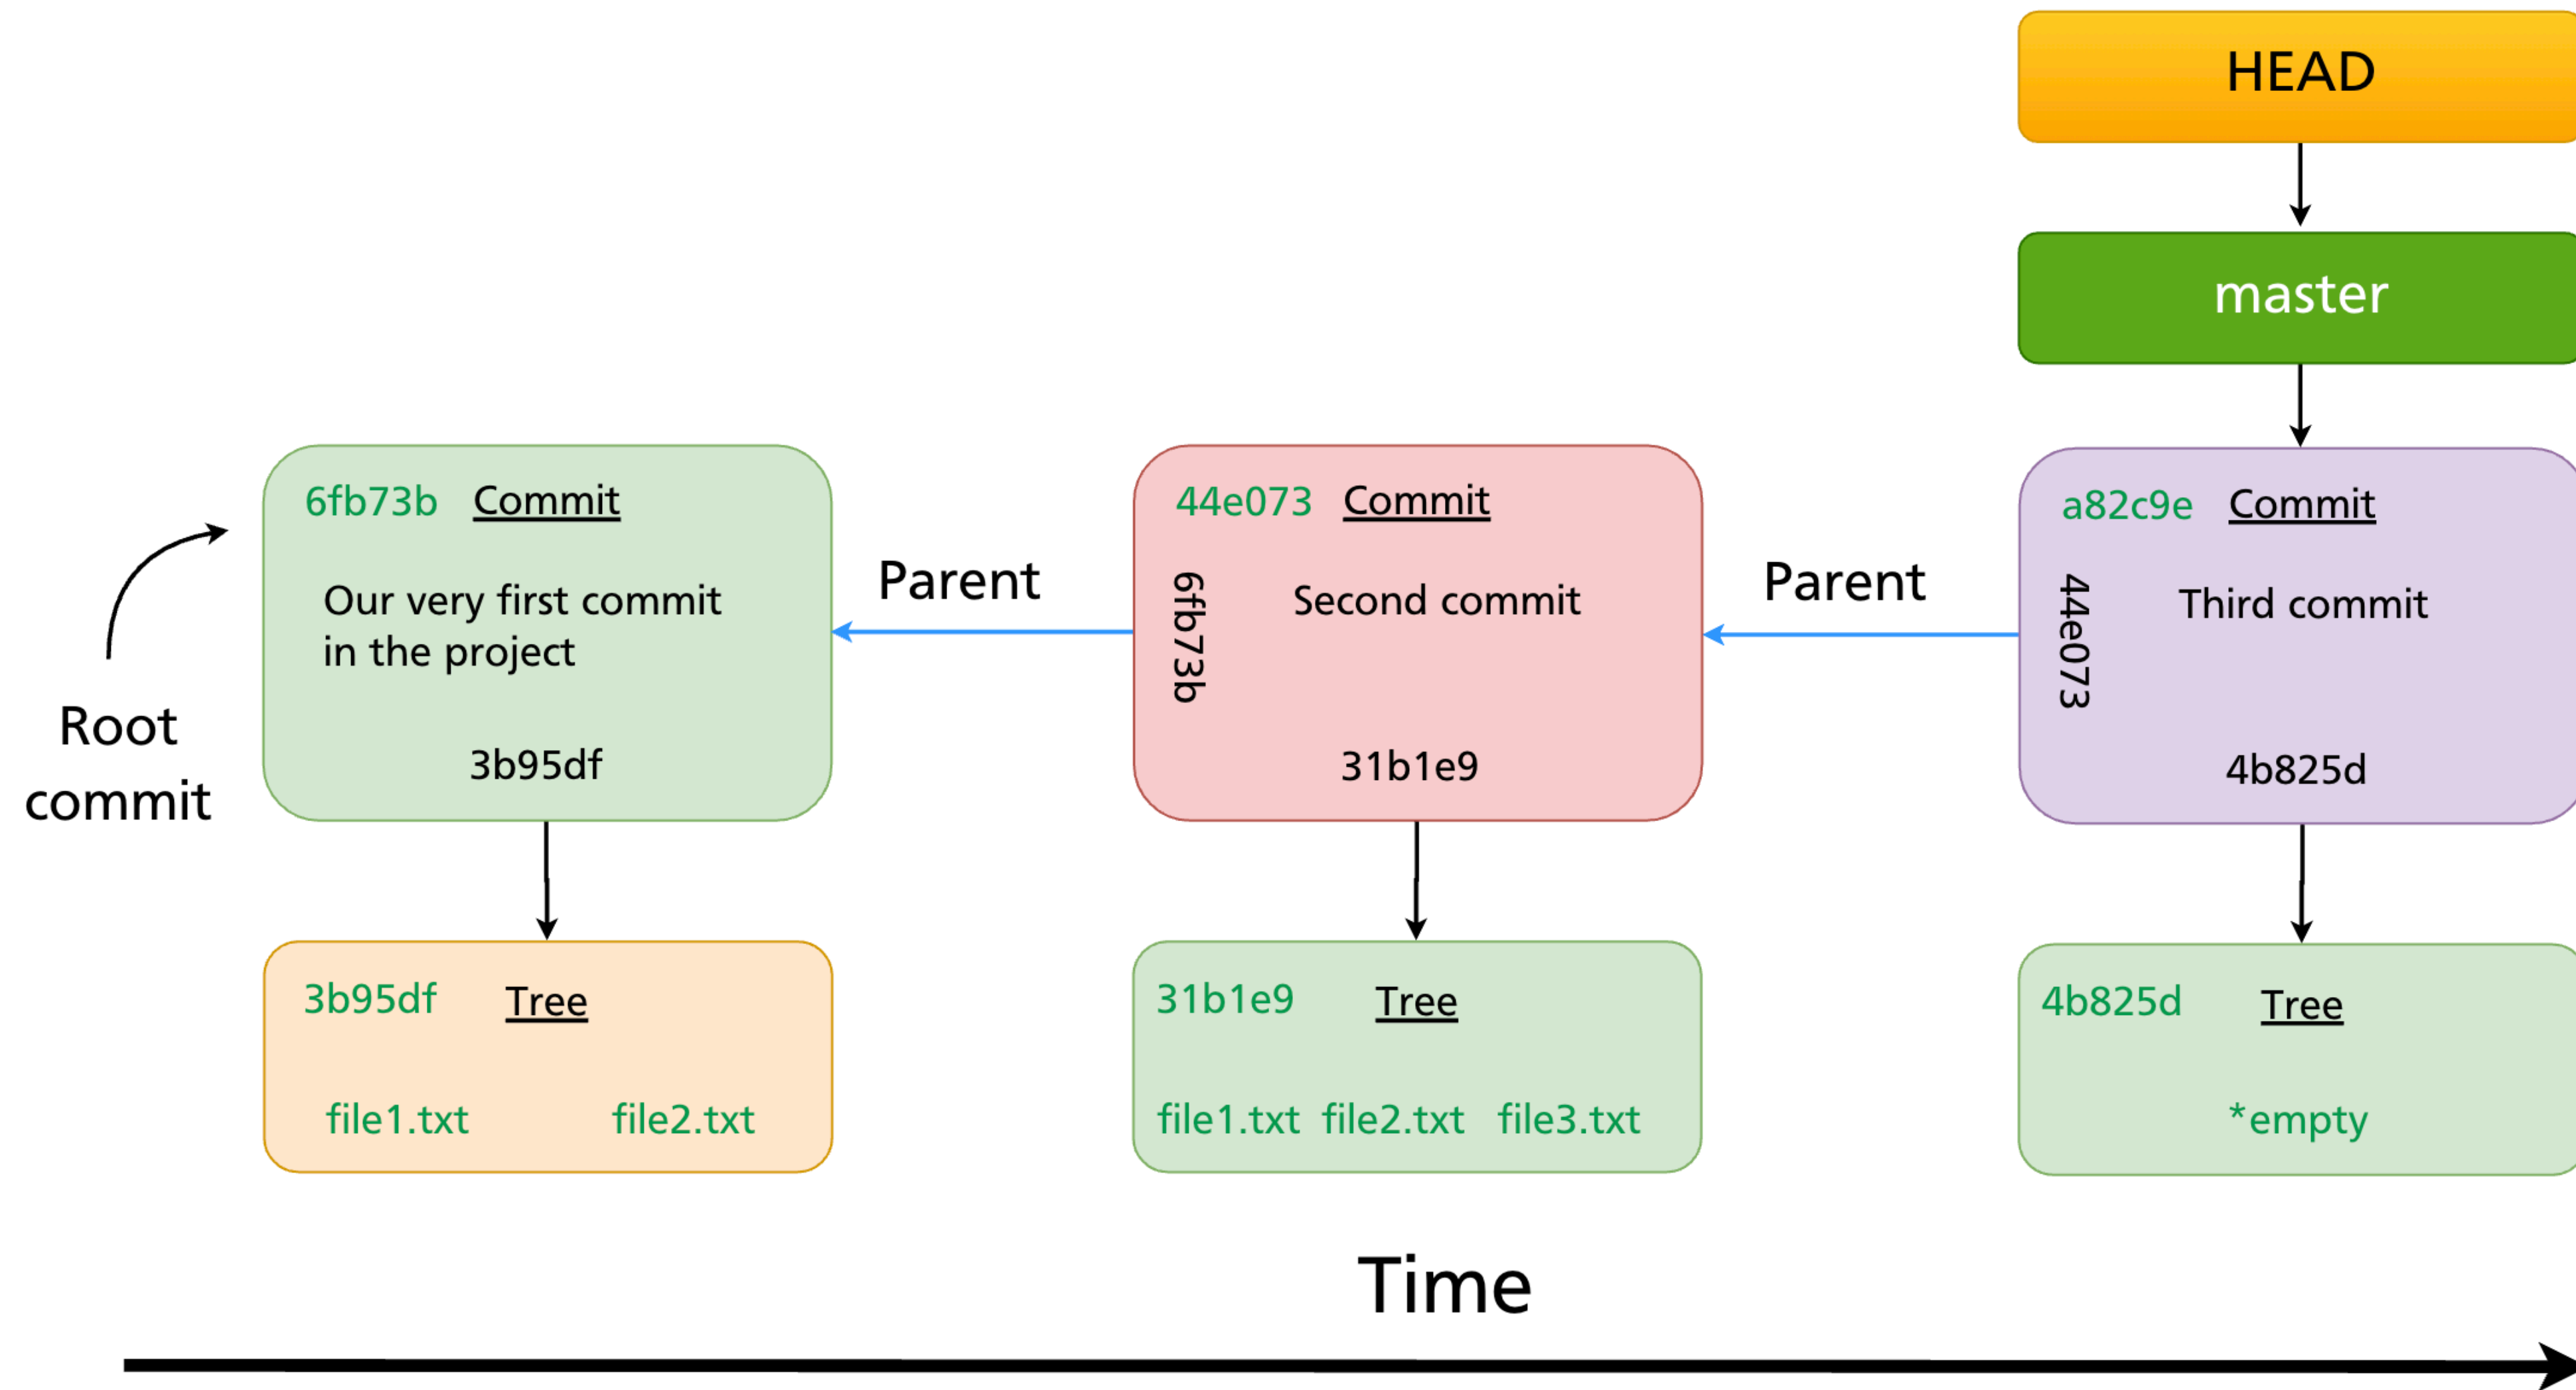 HEAD
master
6fb73b Commit
44e073 Commit
a82c9e Commit
Parent
Parent
6fb73b
44e073
Our very first commit
in the project
Second commit
Third commit
Root
commit
3b95df
31b1e9
4b825d
3b95df Tree
31b1e9 Tree
4b825d Tree
file1.txt file2.txt
file1.txt file2.txt file3.txt
*empty
Time